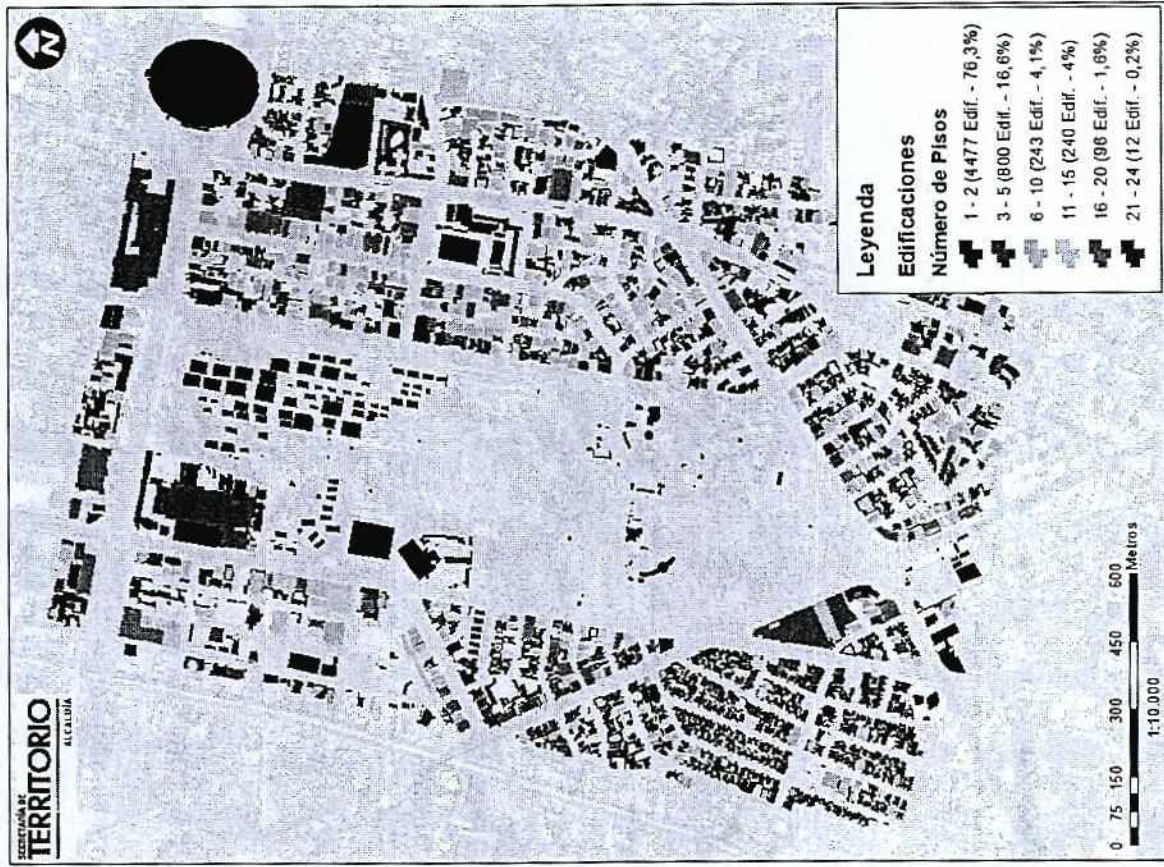 SECRETARÍA DE
TERRITORIO
ALCALDÍA
N
Leyenda
Edificaciones
Número de Pisos
1 - 2 (4477 Edif. - 76,3%)
3 - 5 (800 Edif. - 16,6%)
6 - 10 (243 Edif. - 4,1%)
11 - 15 (240 Edif. - 4%)
16 - 20 (96 Edif. - 1,6%)
21 - 24 (12 Edif. - 0,2%)
0 75 150 300 450 600
Metros
1:10.000